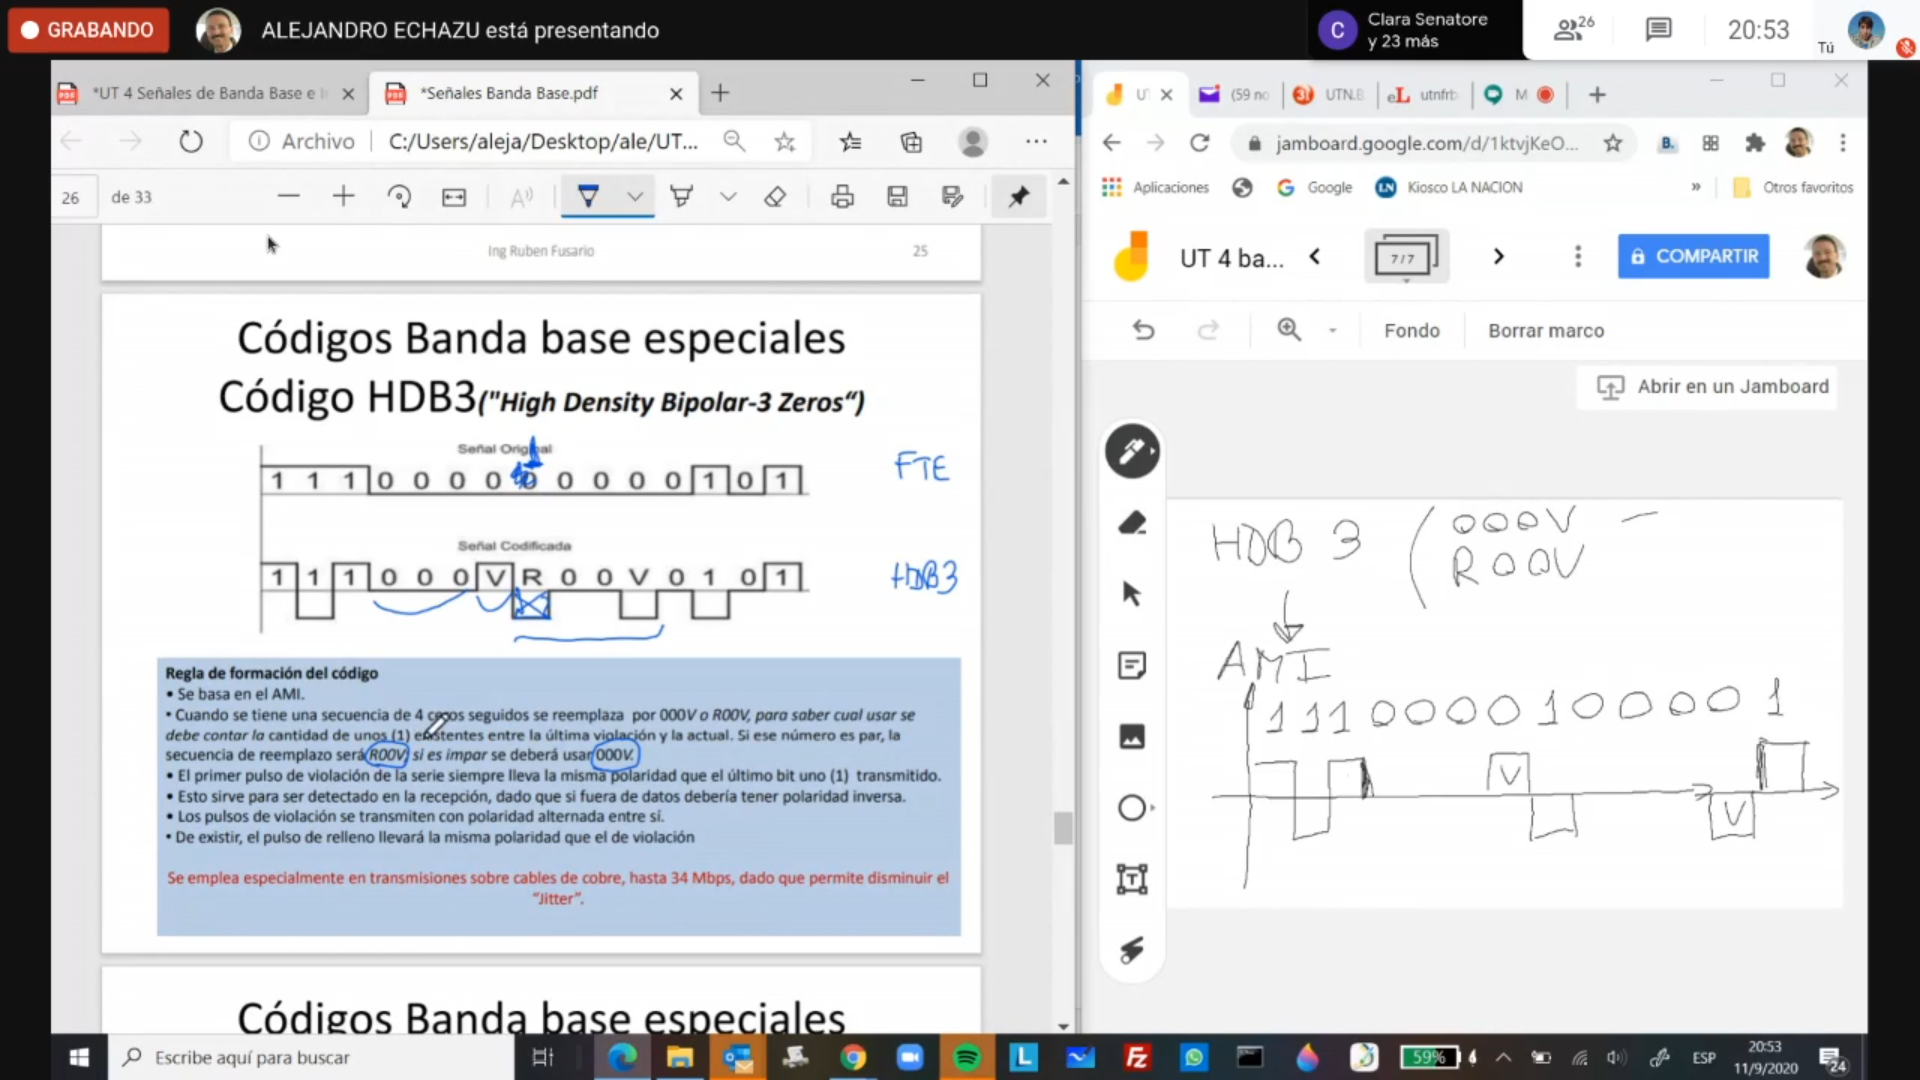 GRABANDO
ALEJANDRO ECHAZU está presentando
C
Clara Senatore
y 23 más
26
20:53
Tú
*UT 4 Señales de Banda Base e I
*Señales Banda Base.pdf
Archivo
C:/Users/aleja/Desktop/ale/UT...
26
de 33
Ing Ruben Fusario
25
Códigos Banda base especiales
Código HDB3("High Density Bipolar-3 Zeros“)
Señal Original
1 1 1 0 0 0 0 0 0 0 0 0 1 0 1
FTE
Señal Codificada
1 1 1 0 0 0 V R 0 0 V 0 1 0 1
HDB3
Regla de formación del código
• Se basa en el AMI.
• Cuando se tiene una secuencia de 4 ceros seguidos se reemplaza por 000V o R00V, para saber cual usar se
debe contar la cantidad de unos (1) existentes entre la última violación y la actual. Si ese número es par, la
secuencia de reemplazo será R00V, si es impar se deberá usar 000V.
• El primer pulso de violación de la serie siempre lleva la misma polaridad que el último bit uno (1) transmitido.
• Esto sirve para ser detectado en la recepción, dado que si fuera de datos debería tener polaridad inversa.
• Los pulsos de violación se transmiten con polaridad alternada entre sí.
• De existir, el pulso de relleno llevará la misma polaridad que el de violación
Se emplea especialmente en transmisiones sobre cables de cobre, hasta 34 Mbps, dado que permite disminuir el
“Jitter”.
Códigos Banda base especiales
(59 no
UTN.B
utnfrb
M
jamboard.google.com/d/1ktvjKeO...
Aplicaciones
Google
Kiosco LA NACION
»
Otros favoritos
UT 4 ba...
7 / 7
COMPARTIR
Fondo
Borrar marco
Abrir en un Jamboard
HDB 3
000V
R00V
AMI
1 1 1 0 0 0 0 1 0 0 0 0 1
V
V
Escribe aquí para buscar
59%
ESP
20:53
11/9/2020
24